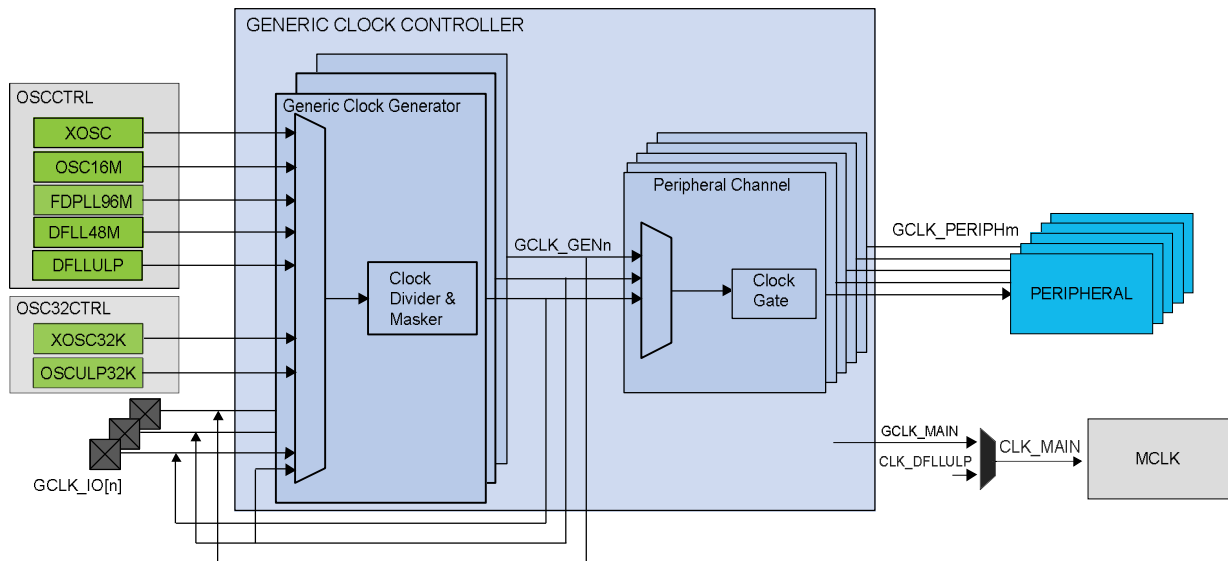 GENERIC CLOCK CONTROLLER
OSCCTRL
XOSC
OSC16M
FDPLL96M
DFLL48M
DFLLULP
OSC32CTRL
XOSC32K
OSCULP32K
GCLK_IO[n]
Generic Clock Generator
Clock
Divider &
Masker
GCLK_GENn
Peripheral Channel
Clock
Gate
GCLK_PERIPHm
PERIPHERAL
GCLK_MAIN
CLK_DFLLULP
CLK_MAIN
MCLK